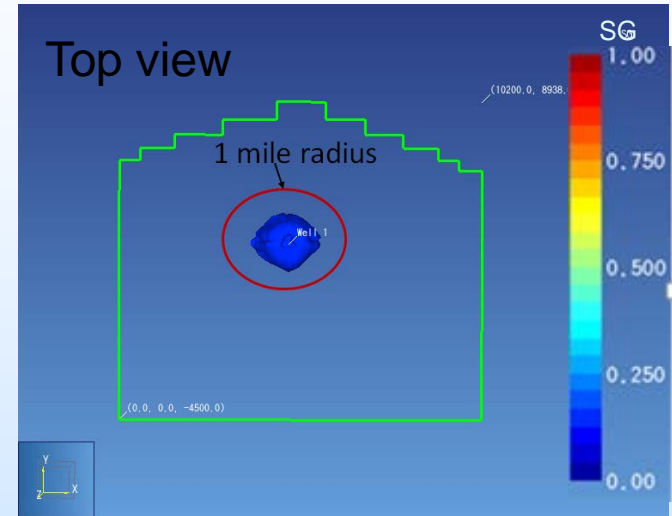 Top view
SG
1.00
(10200.0, 8938.
1 mile radius
0.750
Well 1
0.500
0.250
(0.0, 0.0, -4500.0)
0.00
Y
Z
X